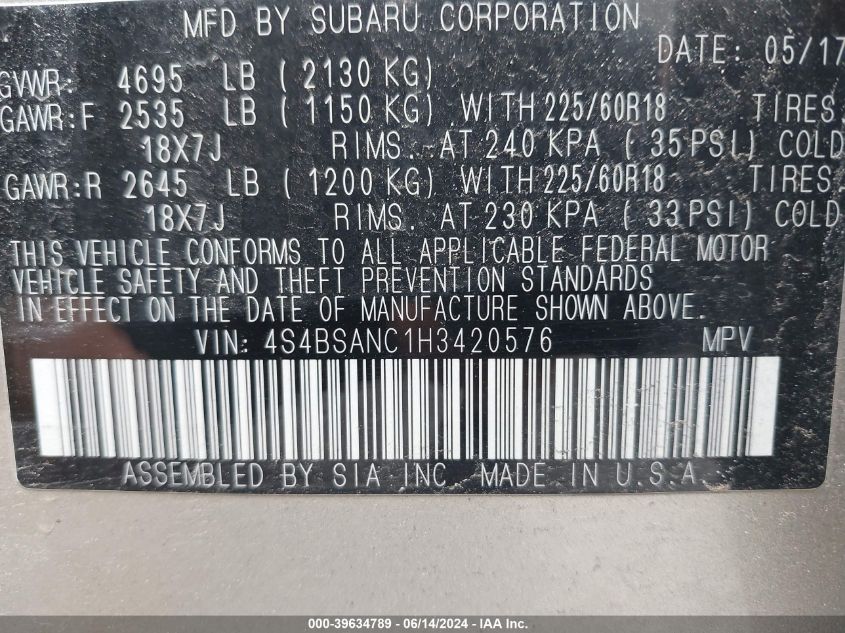 MFD BY SUBARU CORPORATION
DATE: 05/17
GVWR: 4695 LB ( 2130 KG)
GAWR:F 2535 LB ( 1150 KG) WITH 225/60R18 TIRES.
18X7J RIMS. AT 240 KPA ( 35 PSI) COLD
GAWR:R 2645 LB ( 1200 KG) WITH 225/60R18 TIRES.
18X7J RIMS. AT 230 KPA ( 33 PSI) COLD
THIS VEHICLE CONFORMS TO ALL APPLICABLE FEDERAL MOTOR
VEHICLE SAFETY AND THEFT PREVENTION STANDARDS
IN EFFECT ON THE DATE OF MANUFACTURE SHOWN ABOVE.
VIN: 4S4BSANC1H3420576 MPV
ASSEMBLED BY SIA INC. MADE IN U.S.A.
000-39634789 - 06/14/2024 - IAA Inc.